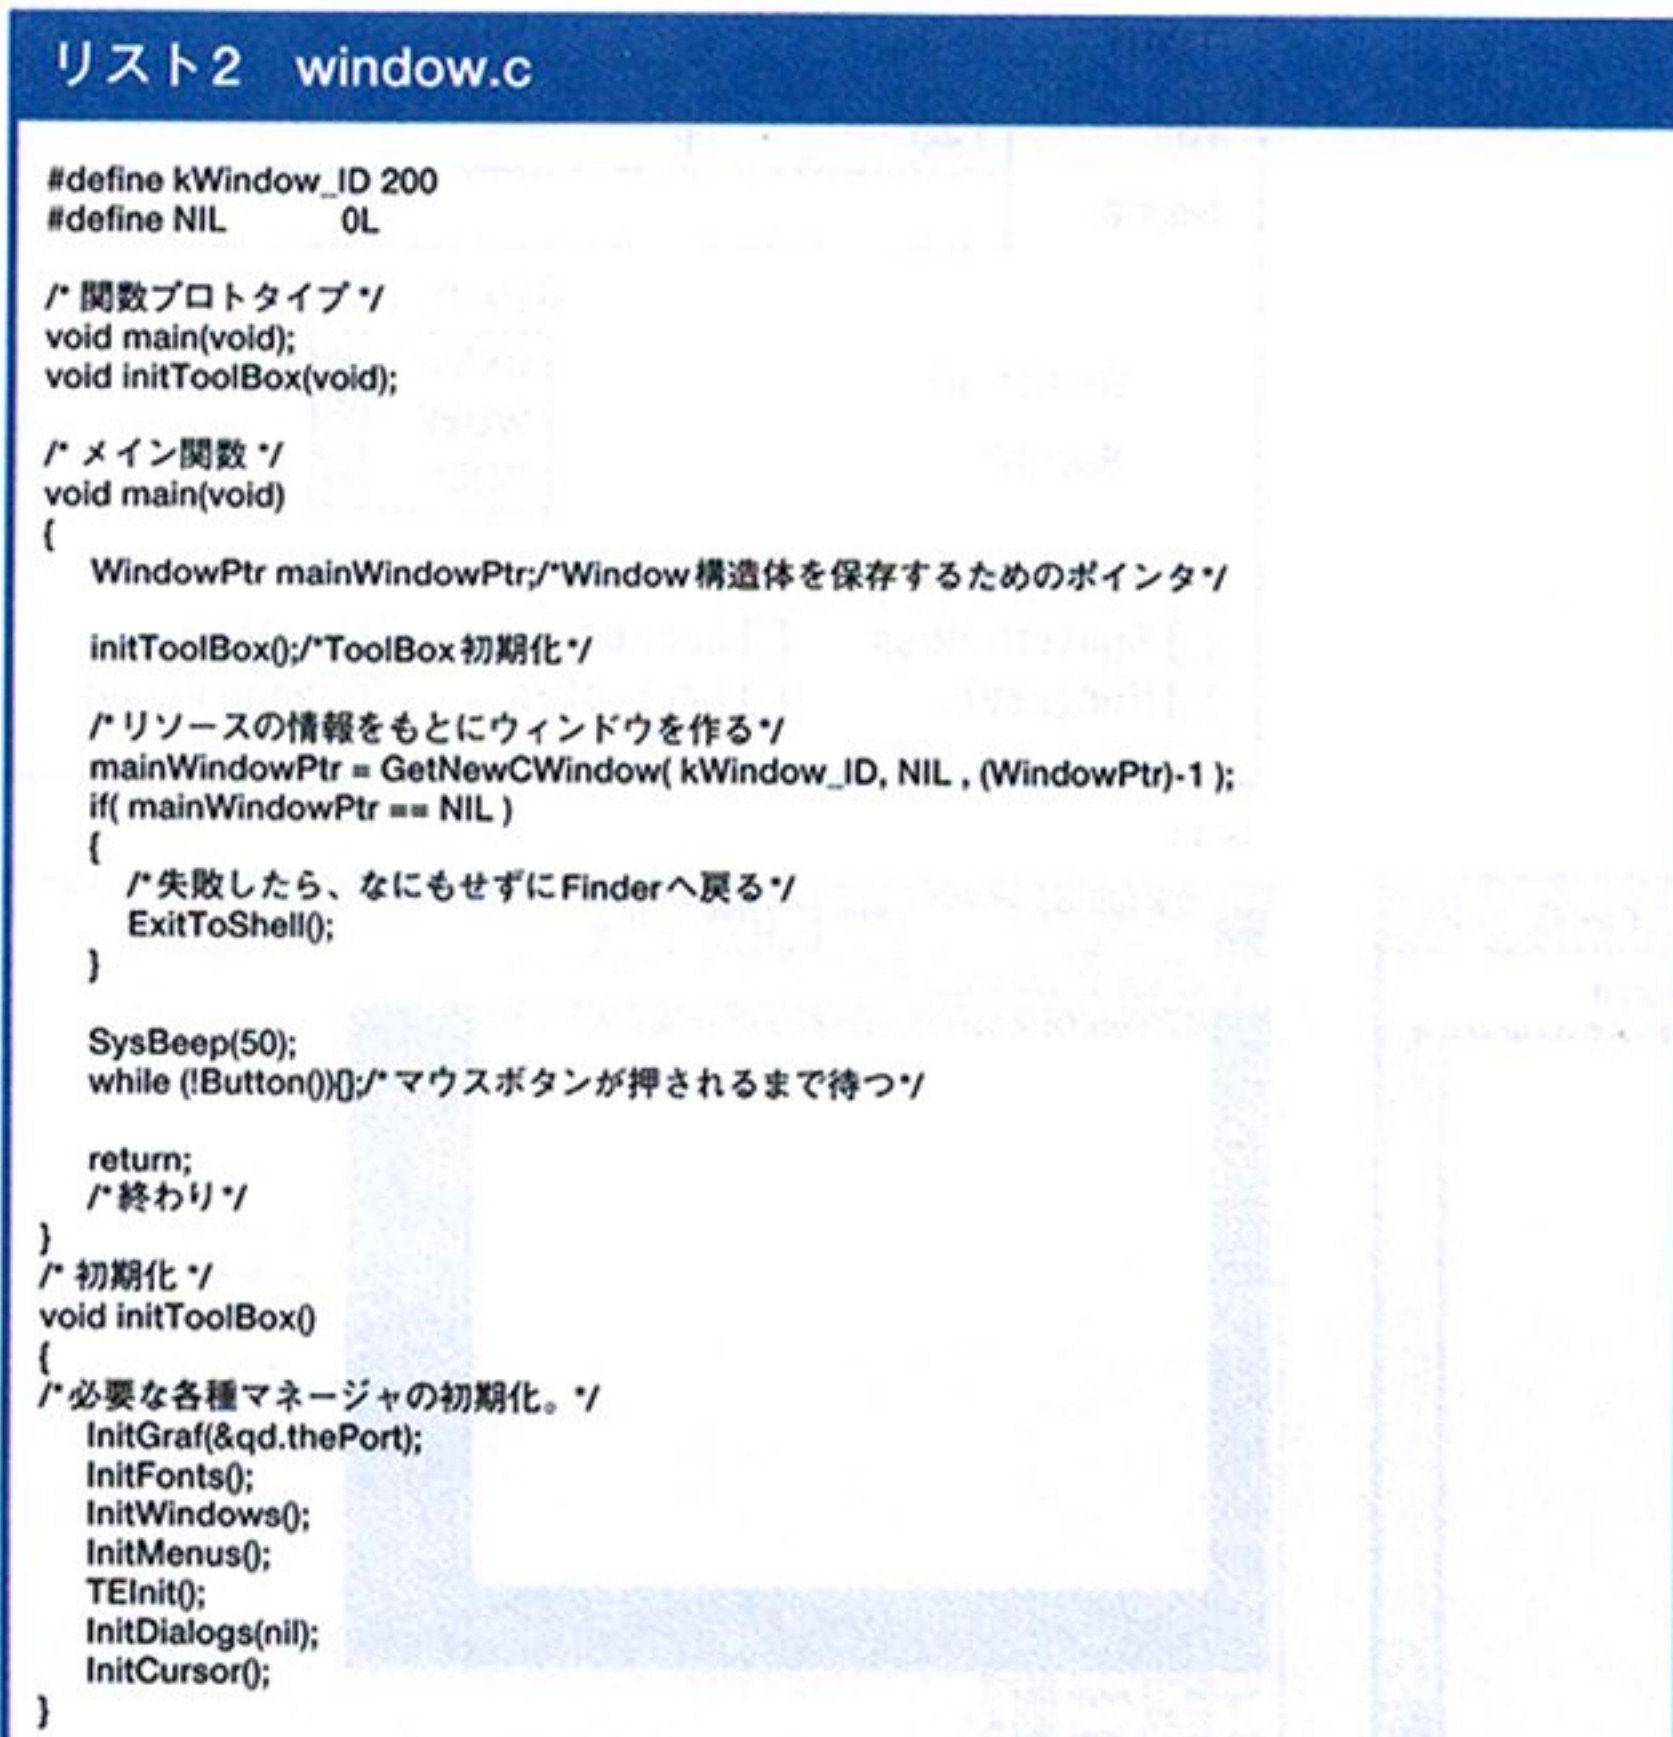 リスト2 window.c
#define kWindow_ID 200
#define NIL 0L
/* 関数プロトタイプ */
void main(void);
void initToolBox(void);
/* メイン関数 */
void main(void)
{
WindowPtr mainWindowPtr;/*Window構造体を保存するためのポインタ*/
initToolBox();/*ToolBox初期化*/
/*リソースの情報をもとにウィンドウを作る*/
mainWindowPtr = GetNewCWindow( kWindow_ID, NIL , (WindowPtr)-1 );
if( mainWindowPtr == NIL )
{
/*失敗したら、なにもせずにFinderへ戻る*/
ExitToShell();
}
SysBeep(50);
while (!Button()){};/*マウスボタンが押されるまで待つ*/
return;
/*終わり*/
}
/* 初期化 */
void initToolBox()
{
/*必要な各種マネージャの初期化。*/
InitGraf(&qd.thePort);
InitFonts();
InitWindows();
InitMenus();
TEInit();
InitDialogs(nil);
InitCursor();
}